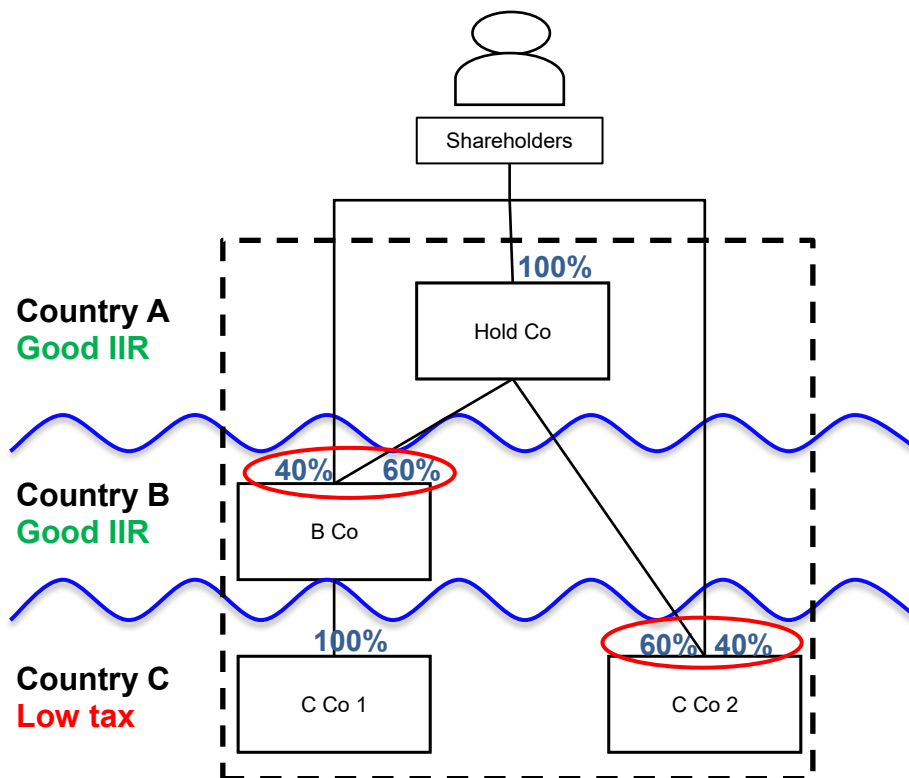 Shareholders
100%
Country A
Good IIR
Hold Co
40% 60%
Country B
Good IIR
B Co
100%
60% 40%
Country C
Low tax
C Co 1
C Co 2